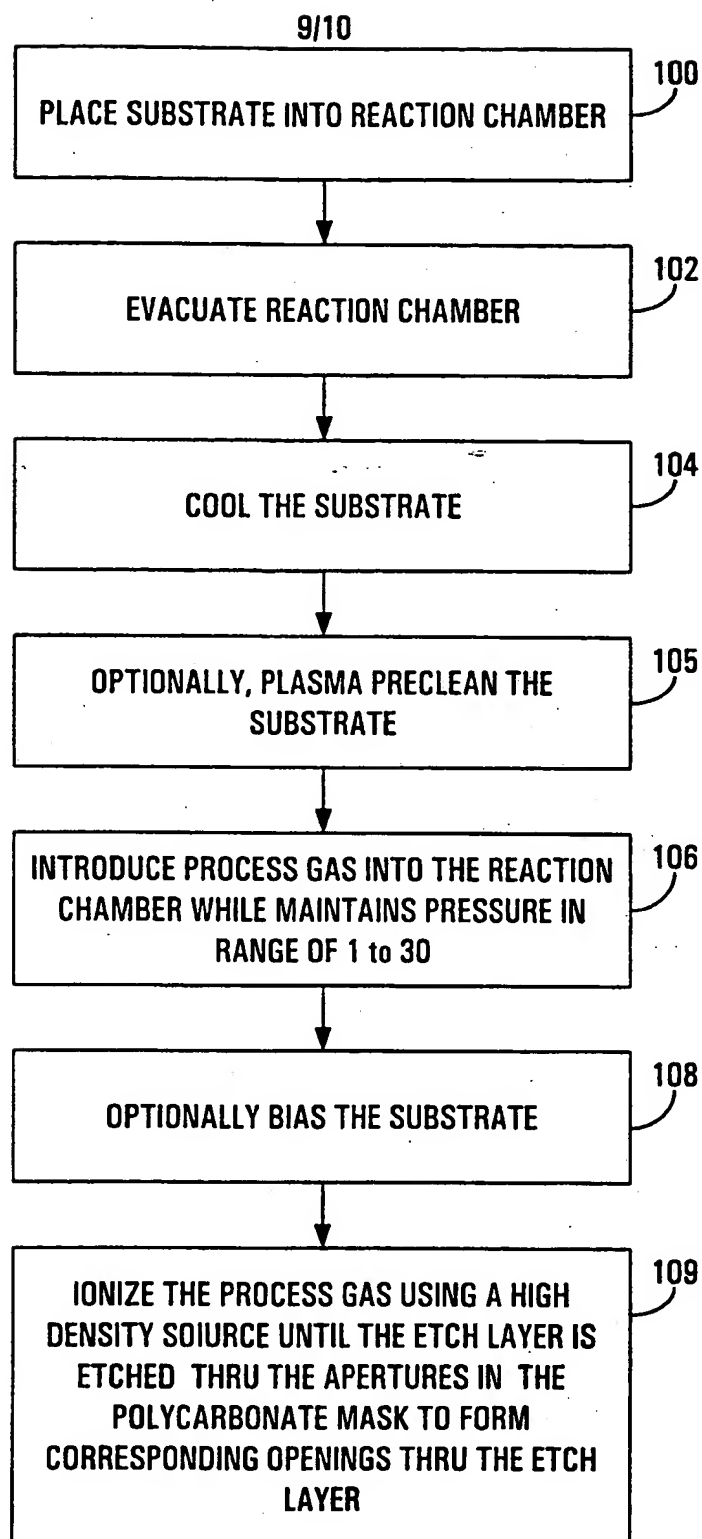 9/10
100
PLACE SUBSTRATE INTO REACTION CHAMBER
102
EVACUATE REACTION CHAMBER
104
COOL THE SUBSTRATE
105
OPTIONALLY, PLASMA PRECLEAN THE
SUBSTRATE
106
INTRODUCE PROCESS GAS INTO THE REACTION
CHAMBER WHILE MAINTAINS PRESSURE IN
RANGE OF 1 to 30
108
OPTIONALLY BIAS THE SUBSTRATE
109
IONIZE THE PROCESS GAS USING A HIGH
DENSITY SOIURCE UNTIL THE ETCH LAYER IS
ETCHED THRU THE APERTURES IN THE
POLYCARBONATE MASK TO FORM
CORRESPONDING OPENINGS THRU THE ETCH
LAYER